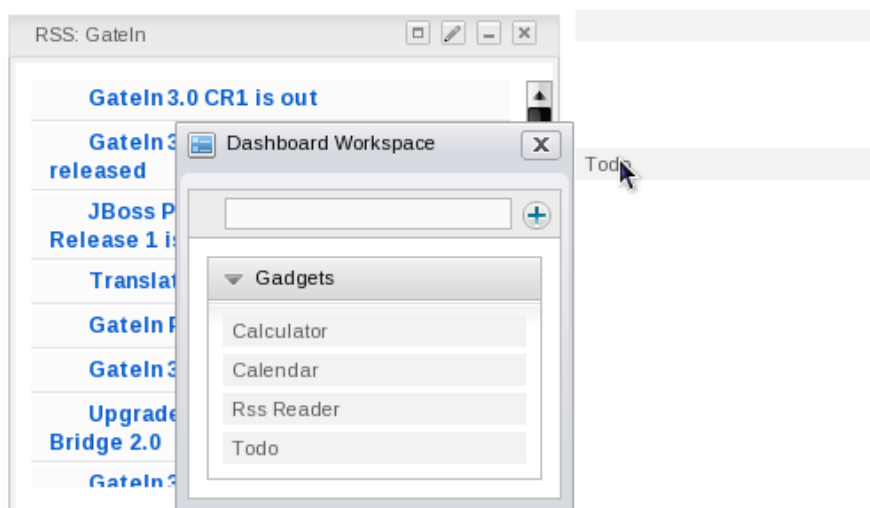 RSS: GateIn
GateIn 3.0 CR1 is out
GateIn 3
released
JBoss P
Release 1 is
Translat
GateIn P
GateIn 3
Upgrade
Bridge 2.0
GateIn 3
Dashboard Workspace
Gadgets
Calculator
Calendar
Rss Reader
Todo
Todo